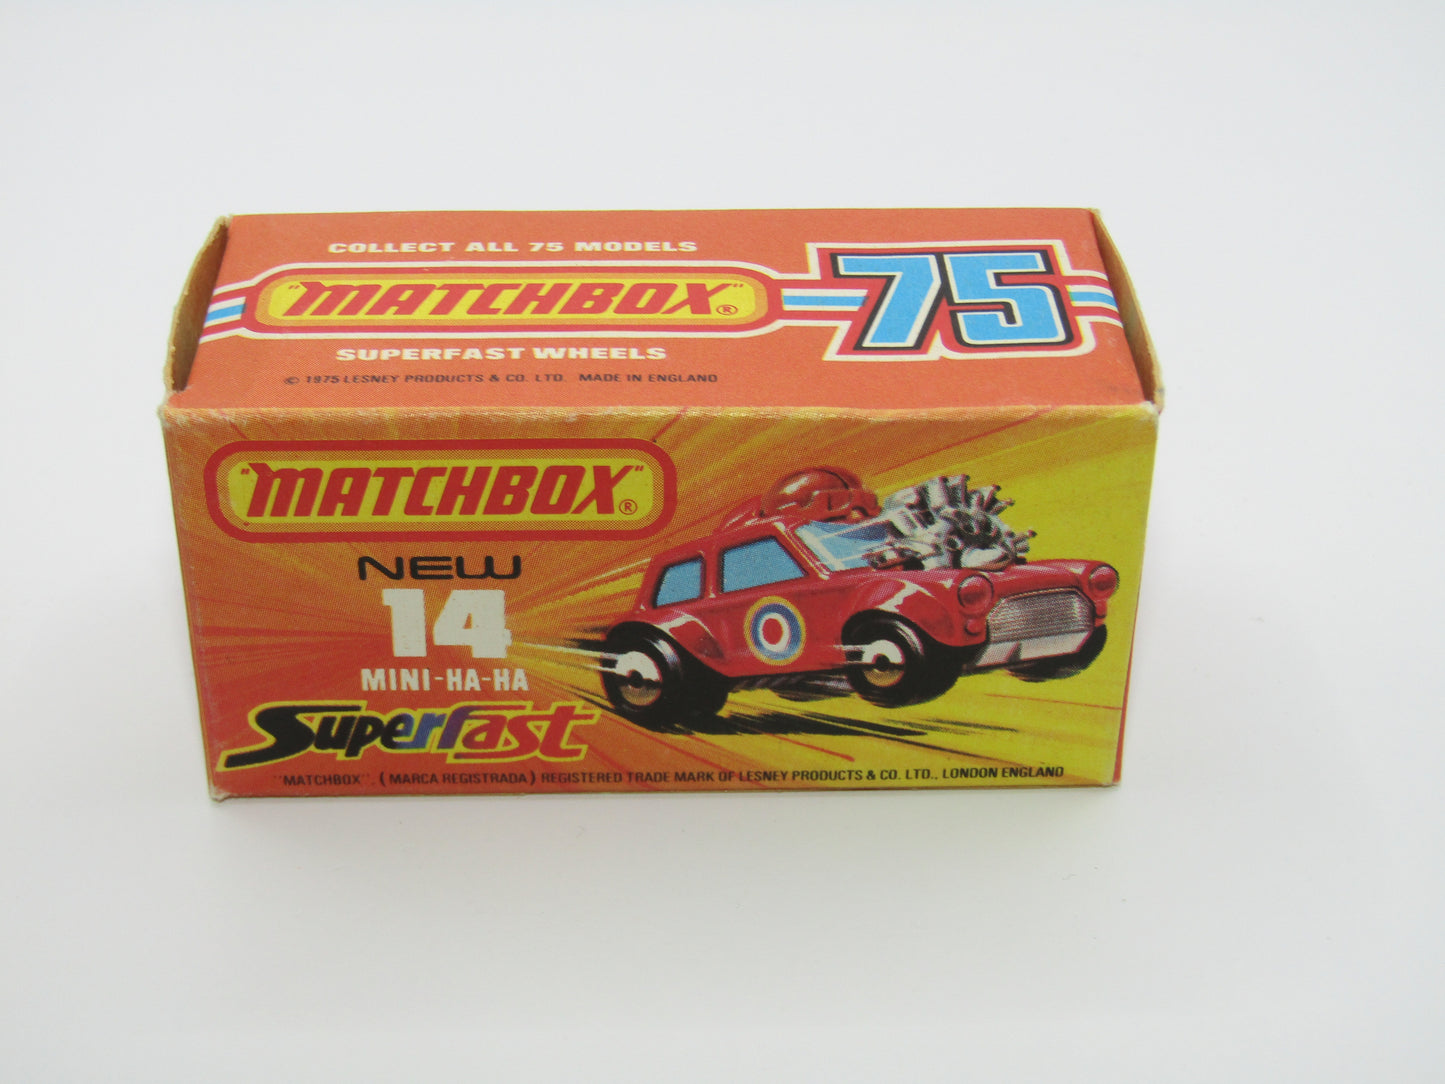 COLLECT ALL 75 MODELS
"MATCHBOX"®
75
SUPERFAST WHEELS
© 1975 LESNEY PRODUCTS & CO. LTD. MADE IN ENGLAND
"MATCHBOX"®
NEW
14
MINI-HA-HA
Superfast
"MATCHBOX". (MARCA REGISTRADA) REGISTERED TRADE MARK OF LESNEY PRODUCTS & CO. LTD., LONDON ENGLAND